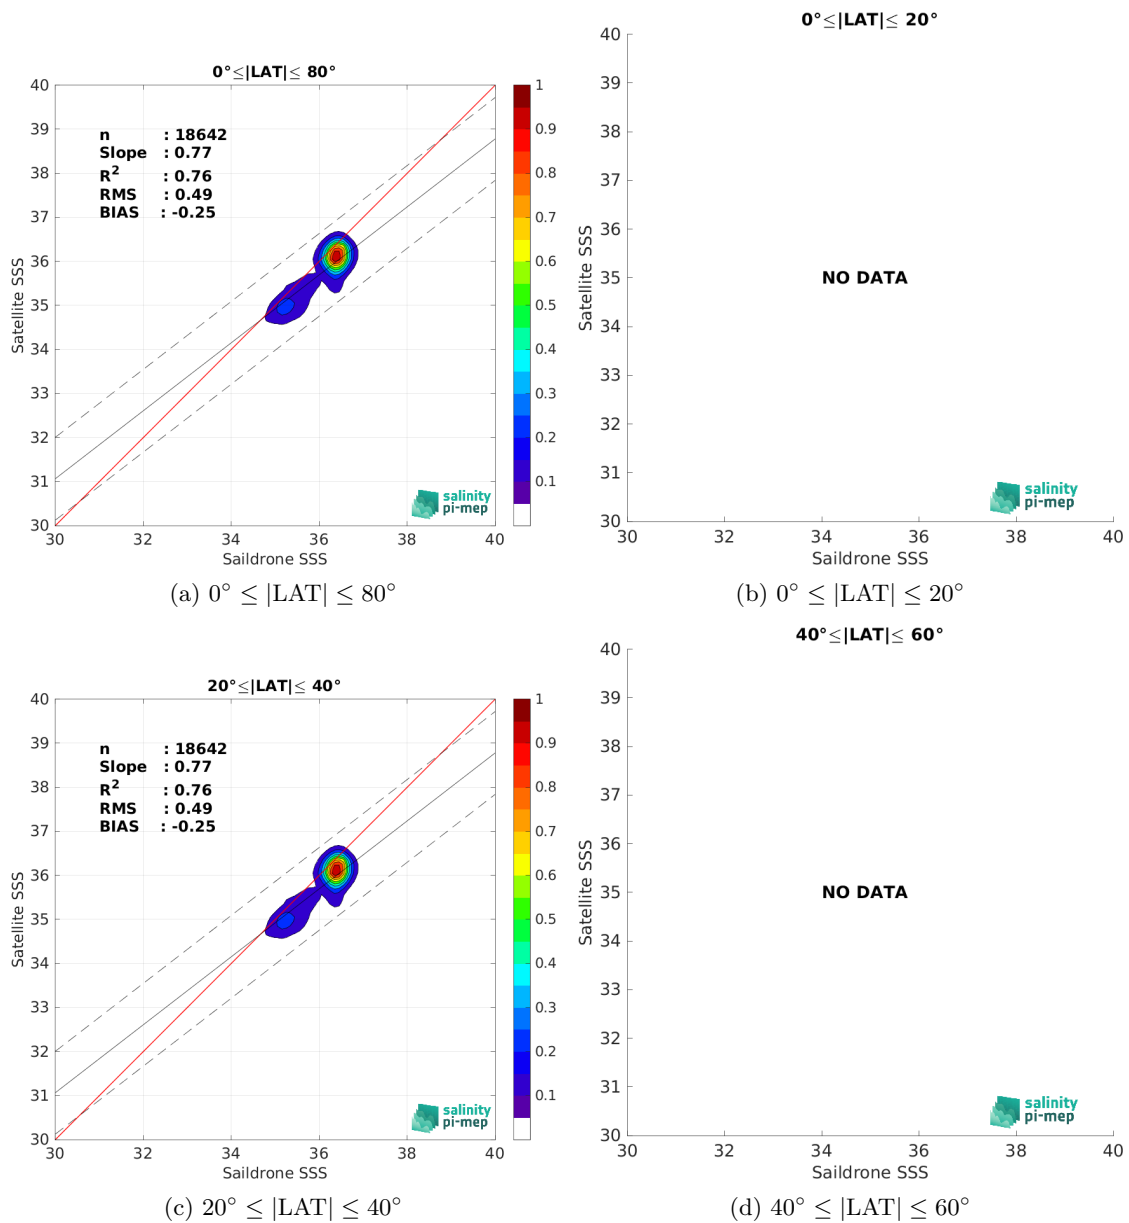 0°≤|LAT|≤ 80°
40
39
38
37
36
35
34
33
32
31
30
Satellite SSS
n : 18642
Slope : 0.77
R² : 0.76
RMS : 0.49
BIAS : -0.25
1
0.9
0.8
0.7
0.6
0.5
0.4
0.3
0.2
0.1
salinity
pi-mep
30 32 34 36 38 40
Saildrone SSS
(a) 0° ≤ |LAT| ≤ 80°
0°≤|LAT|≤ 20°
40
39
38
37
36
35
34
33
32
31
30
Satellite SSS
NO DATA
salinity
pi-mep
30 32 34 36 38 40
Saildrone SSS
(b) 0° ≤ |LAT| ≤ 20°
20°≤|LAT|≤ 40°
40
39
38
37
36
35
34
33
32
31
30
Satellite SSS
n : 18642
Slope : 0.77
R² : 0.76
RMS : 0.49
BIAS : -0.25
1
0.9
0.8
0.7
0.6
0.5
0.4
0.3
0.2
0.1
salinity
pi-mep
30 32 34 36 38 40
Saildrone SSS
(c) 20° ≤ |LAT| ≤ 40°
40°≤|LAT|≤ 60°
40
39
38
37
36
35
34
33
32
31
30
Satellite SSS
NO DATA
salinity
pi-mep
30 32 34 36 38 40
Saildrone SSS
(d) 40° ≤ |LAT| ≤ 60°